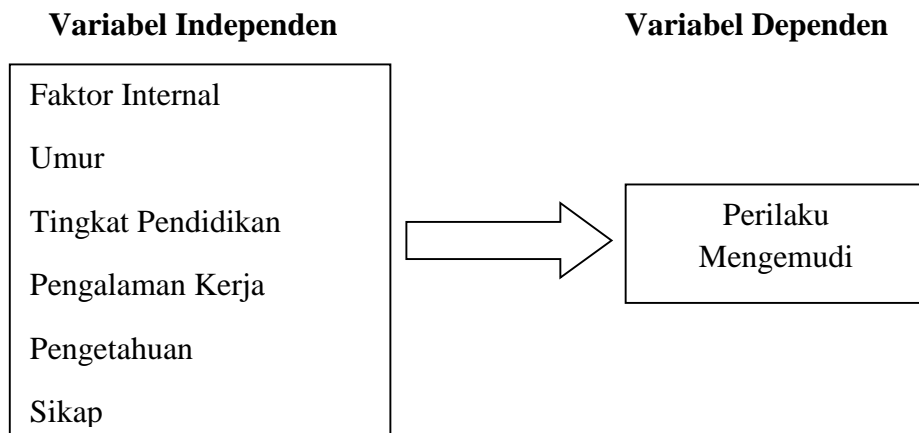 Variabel Independen
Variabel Dependen
Faktor Internal
Umur
Tingkat Pendidikan
Pengalaman Kerja
Pengetahuan
Sikap
Perilaku
Mengemudi